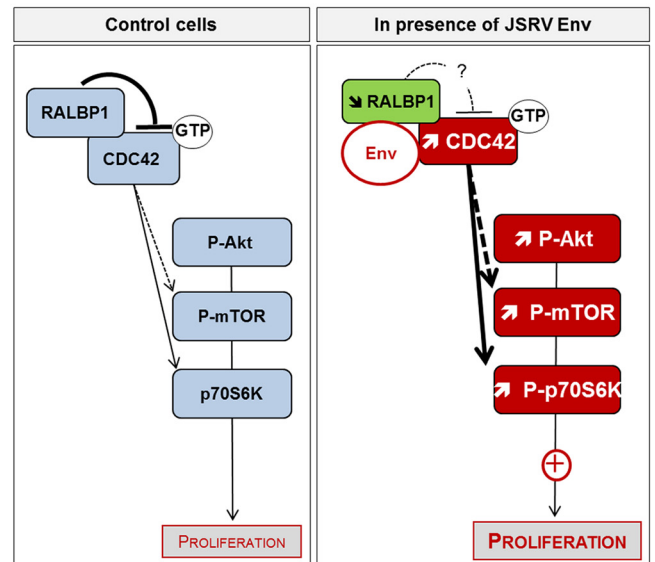 Control cells
RALBP1
GTP
CDC42
P-Akt
P-mTOR
p70S6K
PROLIFERATION
In presence of JSRV Env
?
RALBP1
GTP
Env
CDC42
P-Akt
P-mTOR
P-p70S6K
+
PROLIFERATION